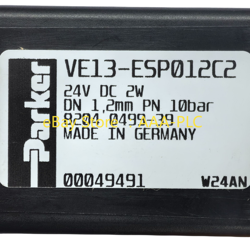 Parker
VE13-ESP012C2
24V DC 2W
DN 1,2mm PN 10bar
MADE IN GERMANY
00049491
W24AN